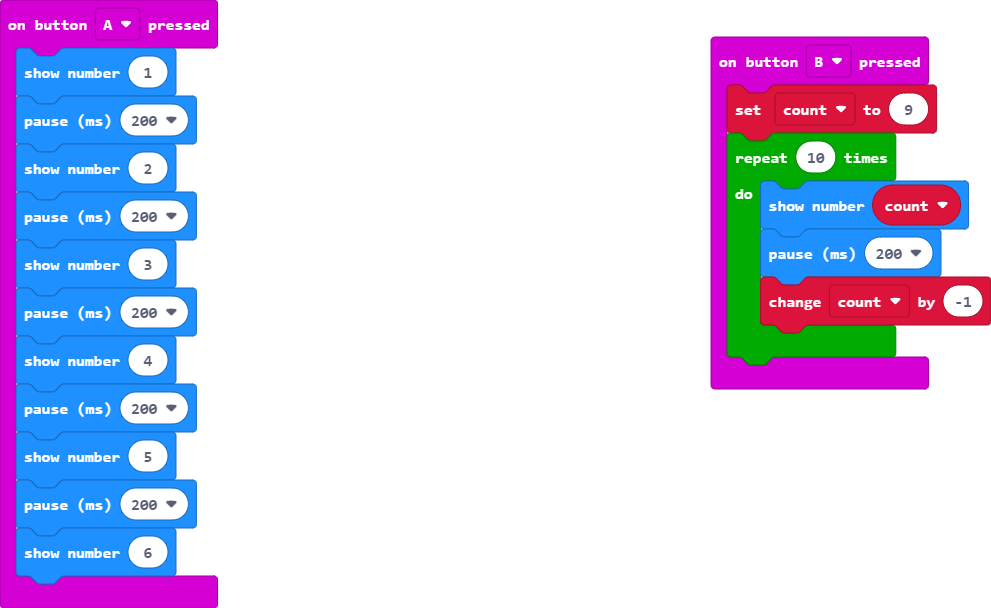 on button A pressed
show number 1
pause (ms) 200
show number 2
pause (ms) 200
show number 3
pause (ms) 200
show number 4
pause (ms) 200
show number 5
pause (ms) 200
show number 6
on button B pressed
set count to 9
repeat 10 times
do
show number count
pause (ms) 200
change count by -1